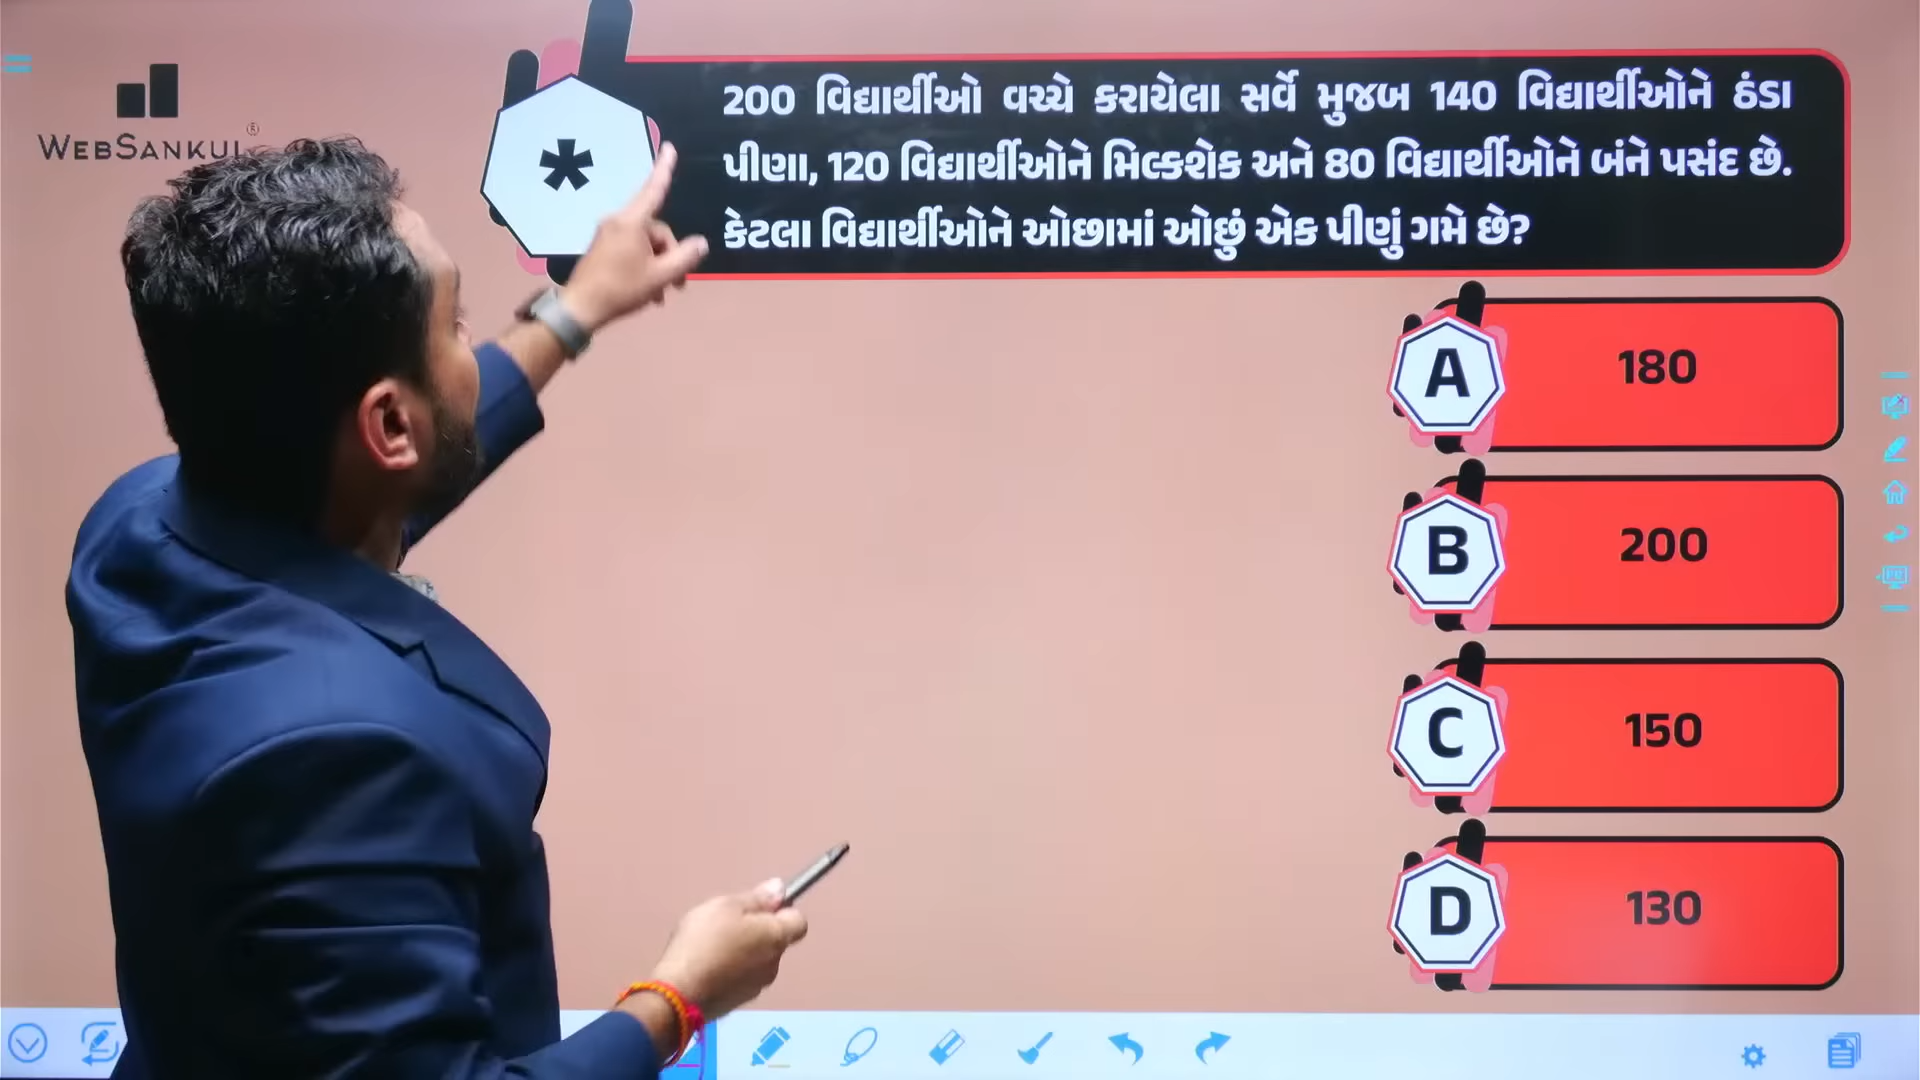 WEBSANKUL®
*
200 વિદ્યાર્થીઓ વચ્ચે કરાયેલા સર્વે મુજબ 140 વિદ્યાર્થીઓને ઠંડા
પીણા, 120 વિદ્યાર્થીઓને મિલ્કશેક અને 80 વિદ્યાર્થીઓને બંને પસંદ છે.
કેટલા વિદ્યાર્થીઓને ઓછામાં ઓછું એક પીણું ગમે છે?
A 180
B 200
C 150
D 130